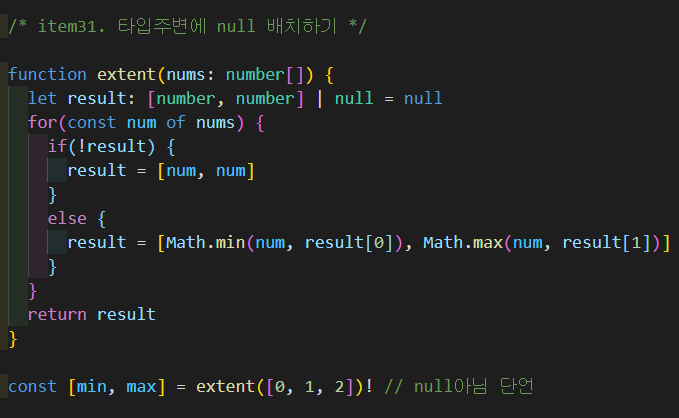 /* item31. 타입주변에 null 배치하기 */
function extent(nums: number[]) {
let result: [number, number] | null = null
for(const num of nums) {
if(!result) {
result = [num, num]
}
else {
result = [Math.min(num, result[0]), Math.max(num, result[1])]
}
}
return result
}
const [min, max] = extent([0, 1, 2])! // null아님 단언